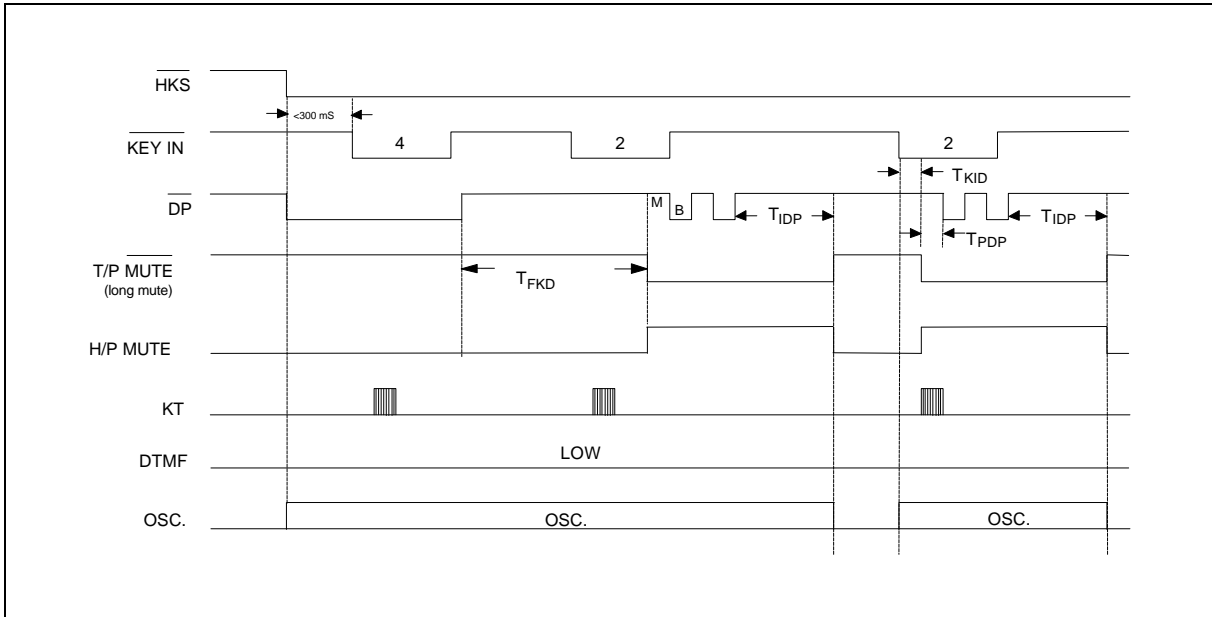 HKS
<300 mS
KEY IN
4
2
2
TKID
DP
M
B
TIDP
TIDP
TPDP
T/P MUTE
(long mute)
TFKD
H/P MUTE
KT
DTMF
LOW
OSC.
OSC.
OSC.